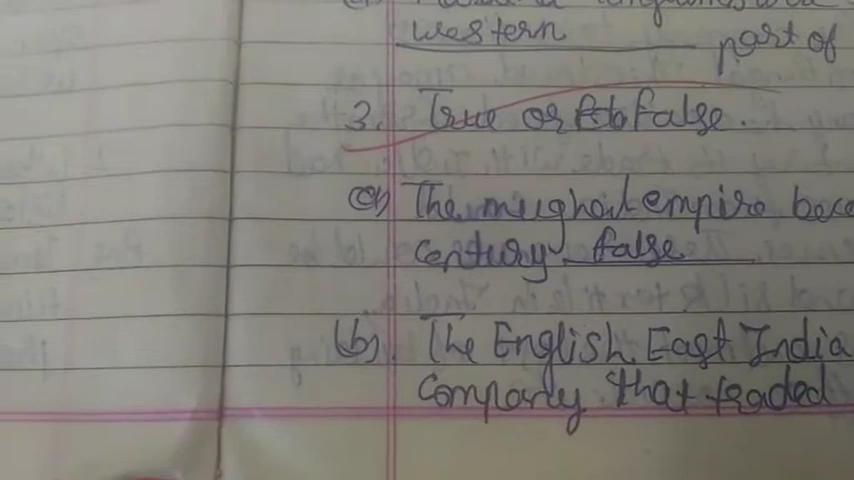 western part of
3. True or False.
(a) The mughal empire beca
century false
(b). The English East India
Company that traded